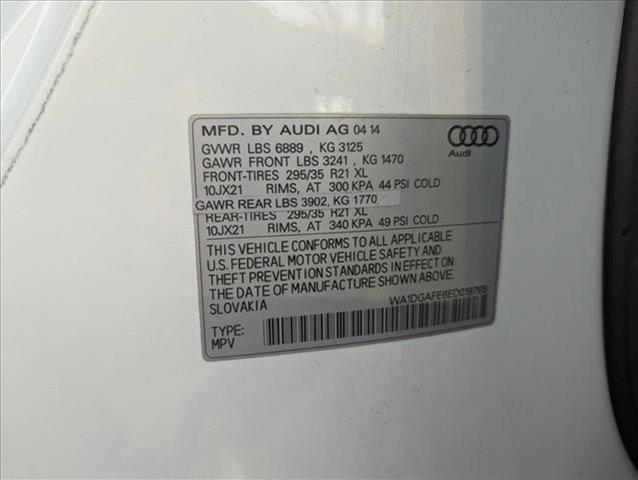 MFD. BY AUDI AG 04 14
GVWR LBS 6889 , KG 3125
GAWR FRONT LBS 3241 , KG 1470
FRONT-TIRES 295/35 R21 XL
10JX21 RIMS, AT 300 KPA 44 PSI COLD
GAWR REAR LBS 3902, KG 1770
REAR-TIRES 295/35 R21 XL
10JX21 RIMS, AT 340 KPA 49 PSI COLD
THIS VEHICLE CONFORMS TO ALL APPLICABLE
U.S. FEDERAL MOTOR VEHICLE SAFETY AND
THEFT PREVENTION STANDARDS IN EFFECT ON
THE DATE OF MANUFACTURE SHOWN ABOVE.
SLOVAKIA
WA1DGAFE6ED019765
TYPE:
MPV
Audi